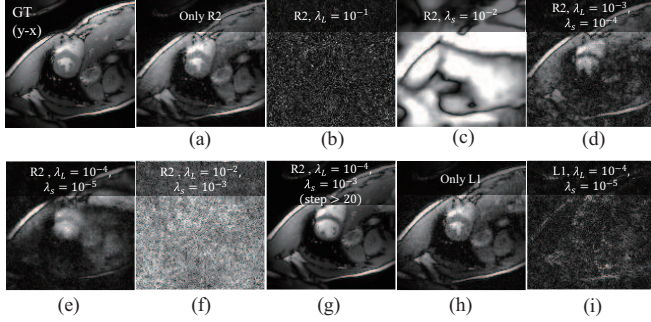 GT
(y-x)
Only R2
R2, λ_L = 10⁻¹
R2, λ_S = 10⁻²
R2, λ_L = 10⁻³,
λ_S = 10⁻⁴
(a)
(b)
(c)
(d)
R2 , λ_L = 10⁻⁴,
λ_S = 10⁻⁵
R2 , λ_L = 10⁻²,
λ_S = 10⁻³
R2, λ_L = 10⁻⁴,
λ_S = 10⁻³
(step > 20)
Only L1
L1, λ_L = 10⁻⁴,
λ_S = 10⁻⁵
(e)
(f)
(g)
(h)
(i)